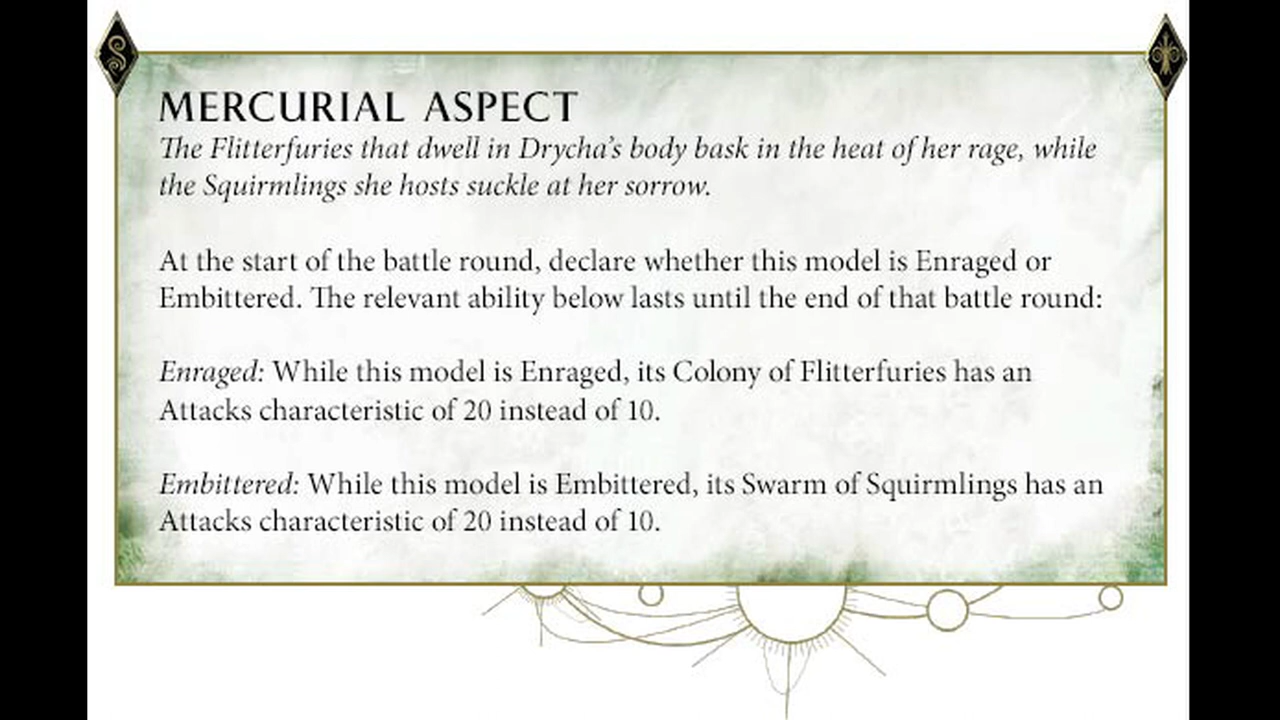 MERCURIAL ASPECT
The Flitterfuries that dwell in Drycha's body bask in the heat of her rage, while
the Squirmlings she hosts suckle at her sorrow.
At the start of the battle round, declare whether this model is Enraged or
Embittered. The relevant ability below lasts until the end of that battle round:
Enraged: While this model is Enraged, its Colony of Flitterfuries has an
Attacks characteristic of 20 instead of 10.
Embittered: While this model is Embittered, its Swarm of Squirmlings has an
Attacks characteristic of 20 instead of 10.